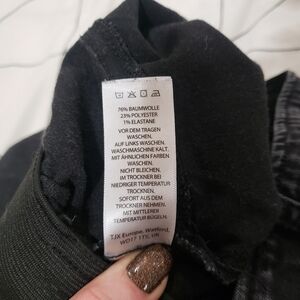 76% BAUMWOLLE
23% POLYESTER
1% ELASTANE
VOR DEM TRAGEN
WASCHEN.
AUF LINKS WASCHEN.
WASCHMASCHINE KALT.
MIT ÄHNLICHEN FARBEN
WASCHEN.
NICHT BLEICHEN.
IM TROCKNER BEI
NIEDRIGER TEMPERATUR
TROCKNEN.
SOFORT AUS DEM
TROCKNER NEHMEN.
MIT MITTLERER
TEMPERATUR BÜGELN.
TJX Europe, Watford,
WD17 1TX, UK